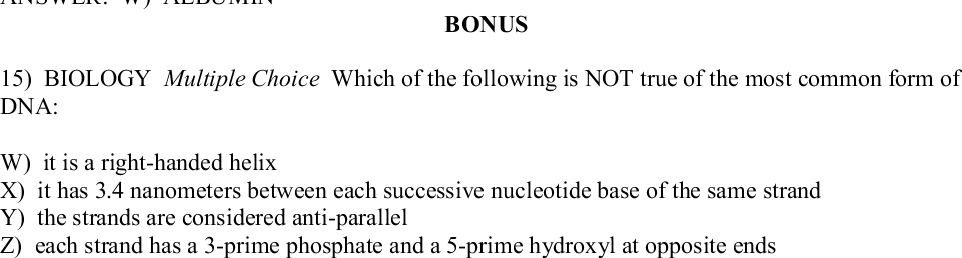 ANSWER: W) ALBUMIN
BONUS
15) BIOLOGY Multiple Choice Which of the following is NOT true of the most common form of
DNA:
W) it is a right-handed helix
X) it has 3.4 nanometers between each successive nucleotide base of the same strand
Y) the strands are considered anti-parallel
Z) each strand has a 3-prime phosphate and a 5-prime hydroxyl at opposite ends